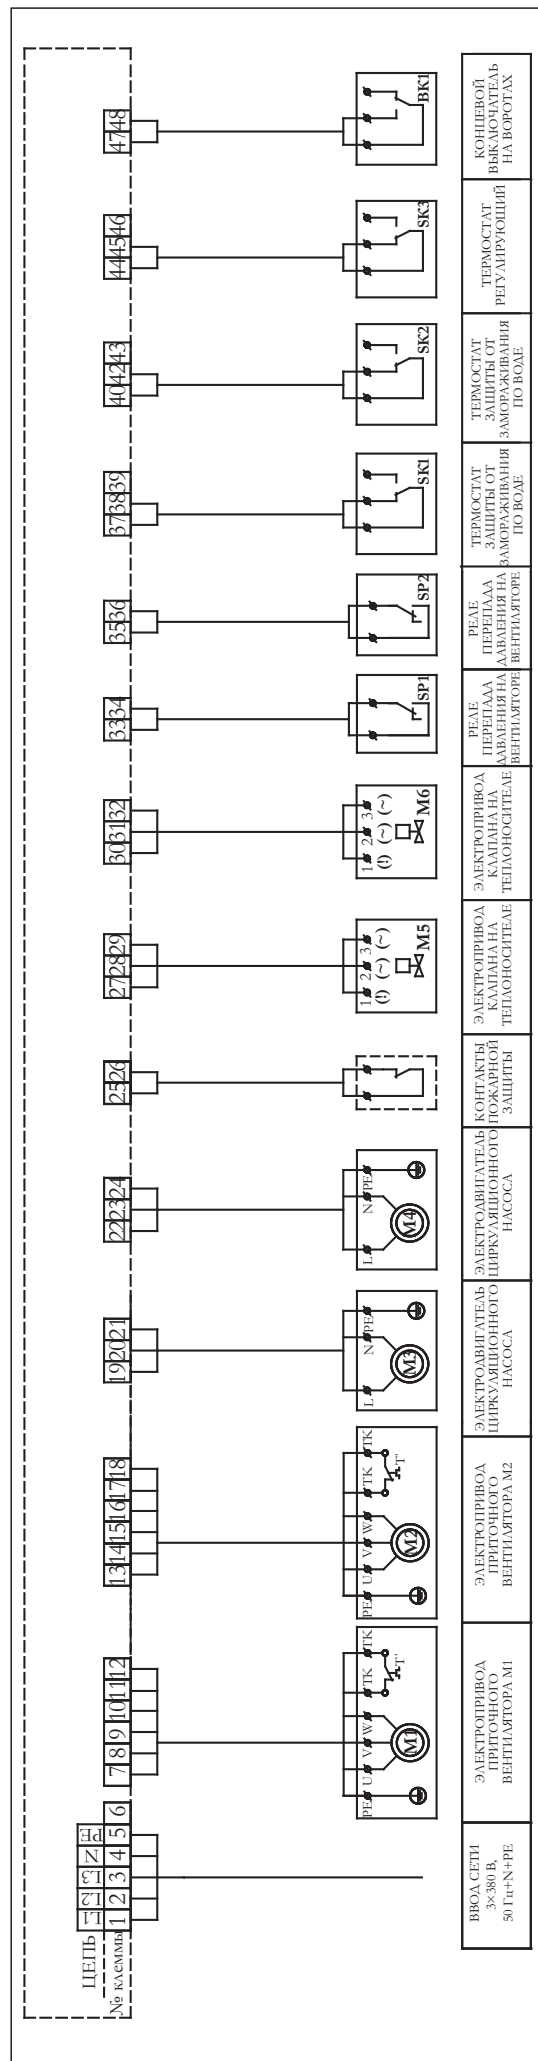 ЦЕПЬ
L1 L2 L3 N PE
№ клеммы
1 2 3 4 5 6
7 8 9 10 11 12
13 14 15 16 17 18
19 20 21
22 23 24
25 26
27 28 29
30 31 32
33 34
35 36
37 38 39
40 42 43
44 45 46
47 48
PE U V W TK TK
M1 T°
PE U V W TK TK
M2 T°
L N PE
M3
L N PE
M4
1 2 3
(!) (~) (~)
M5
1 2 3
(!) (~) (~)
M6
SP1
SP2
SK1
SK2
SK3
ВК1
ВВОД СЕТИ
3×380 В,
50 Гц+N+PE
ЭЛЕКТРОПРИВОД
ПРИТОЧНОГО
ВЕНТИЛЯТОРА М1
ЭЛЕКТРОПРИВОД
ПРИТОЧНОГО
ВЕНТИЛЯТОРА М2
ЭЛЕКТРОДВИГАТЕЛЬ
ЦИРКУЛЯЦИОННОГО
НАСОСА
ЭЛЕКТРОДВИГАТЕЛЬ
ЦИРКУЛЯЦИОННОГО
НАСОСА
КОНТАКТЫ
ПОЖАРНОЙ
ЗАЩИТЫ
ЭЛЕКТРОПРИВОД
КЛАПАНА НА
ТЕПЛОНОСИТЕЛЕ
ЭЛЕКТРОПРИВОД
КЛАПАНА НА
ТЕПЛОНОСИТЕЛЕ
РЕЛЕ
ПЕРЕПАДА
ДАВЛЕНИЯ НА
ВЕНТИЛЯТОРЕ
РЕЛЕ
ПЕРЕПАДА
ДАВЛЕНИЯ НА
ВЕНТИЛЯТОРЕ
ТЕРМОСТАТ
ЗАЩИТЫ ОТ
ЗАМОРАЖИВАНИЯ
ПО ВОДЕ
ТЕРМОСТАТ
ЗАЩИТЫ ОТ
ЗАМОРАЖИВАНИЯ
ПО ВОДЕ
ТЕРМОСТАТ
РЕГУЛИРУЮЩИЙ
КОНЦЕВОЙ
ВЫКЛЮЧАТЕЛЬ
НА ВОРОТАХ